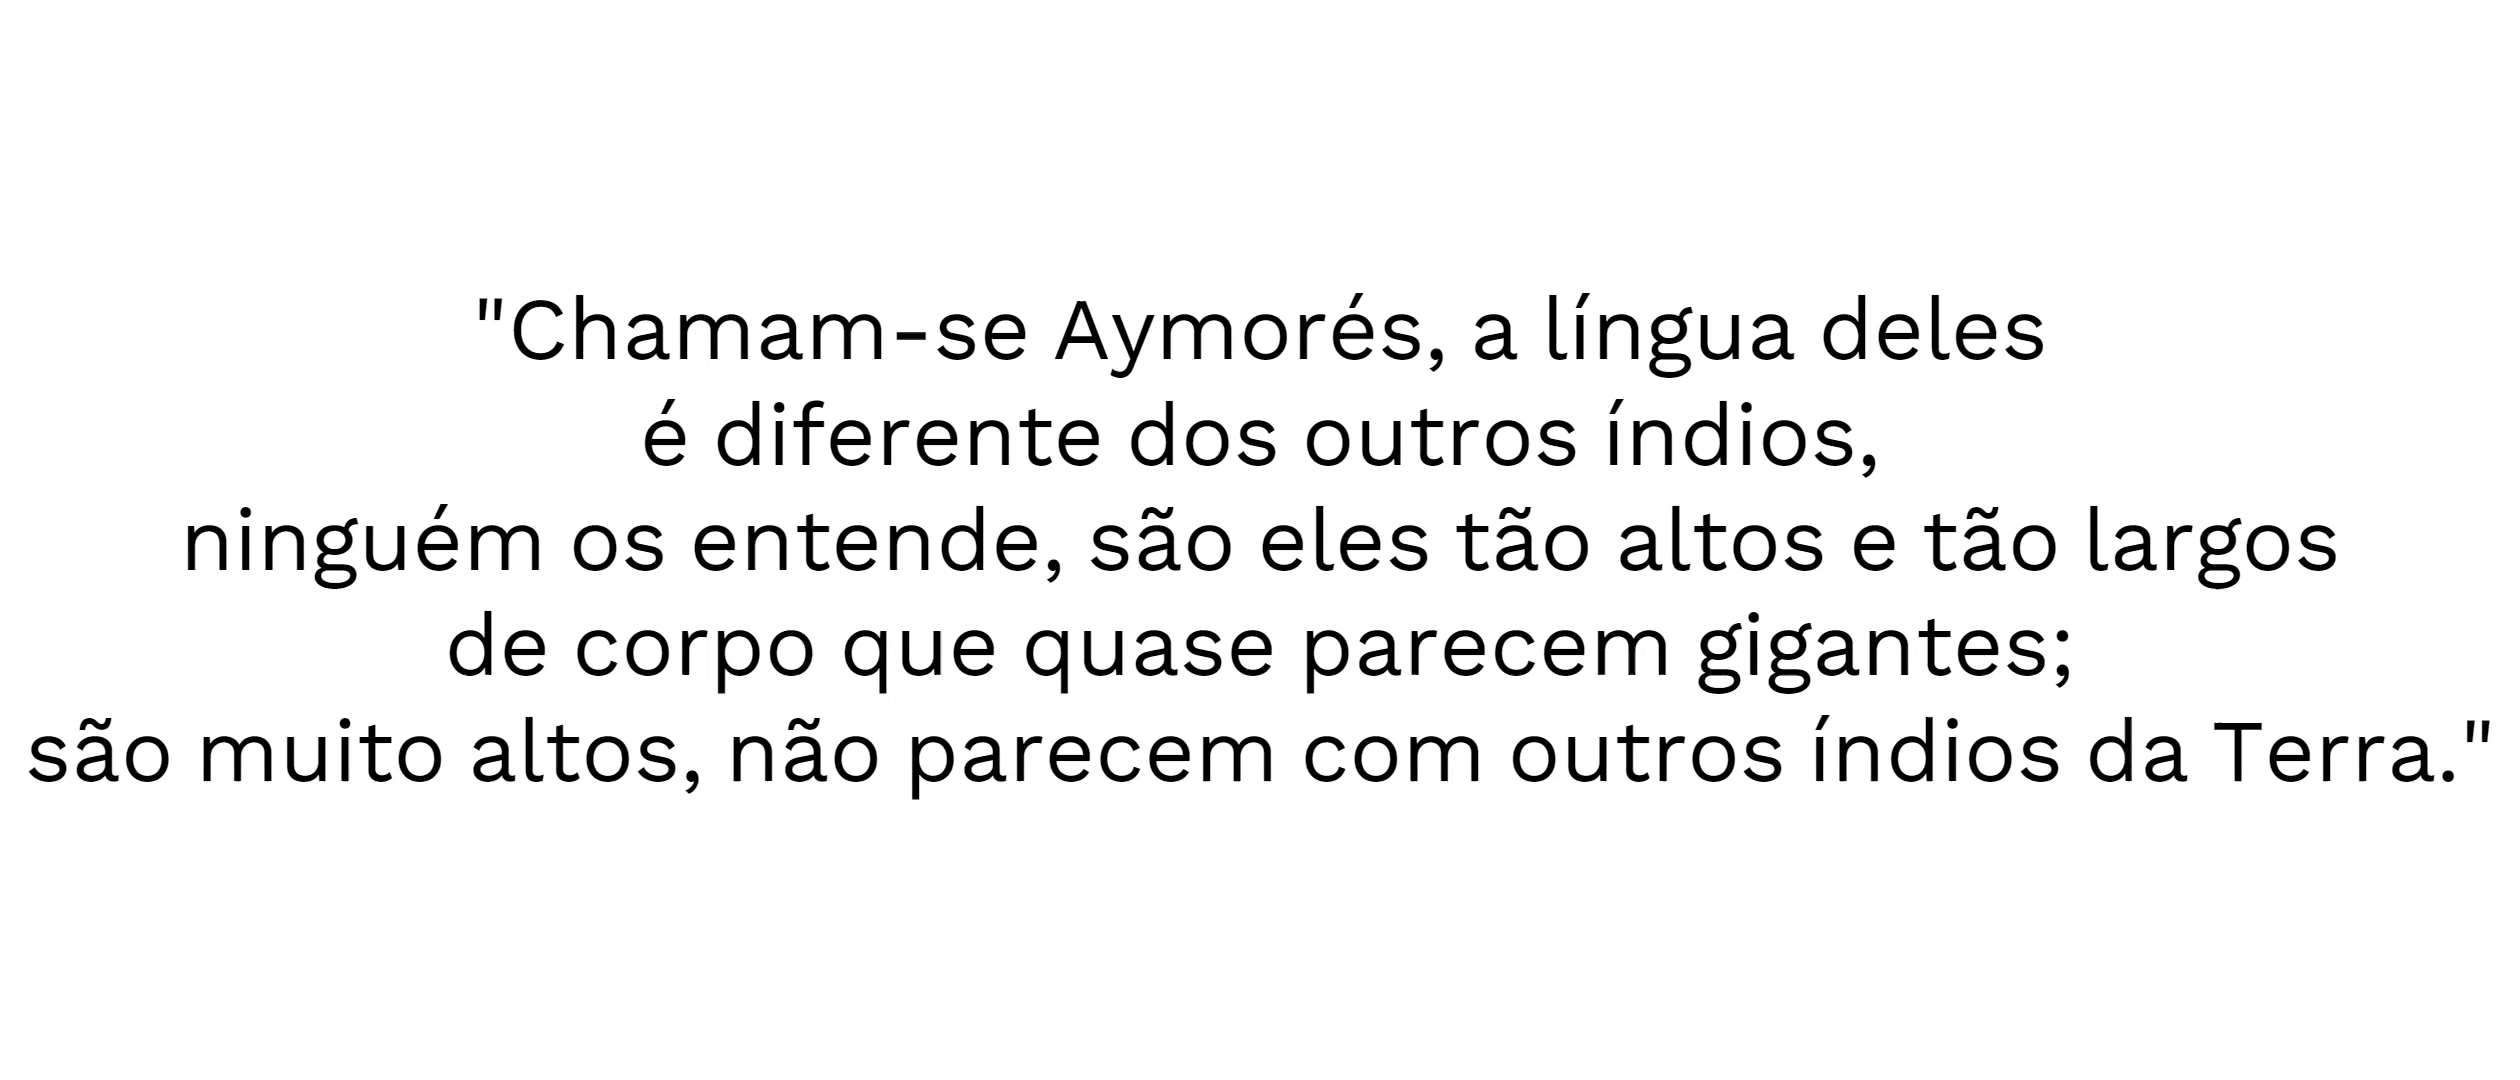 "Chamam-se Aymorés, a língua deles
é diferente dos outros índios,
ninguém os entende, são eles tão altos e tão largos
de corpo que quase parecem gigantes;
são muito altos, não parecem com outros índios da Terra."